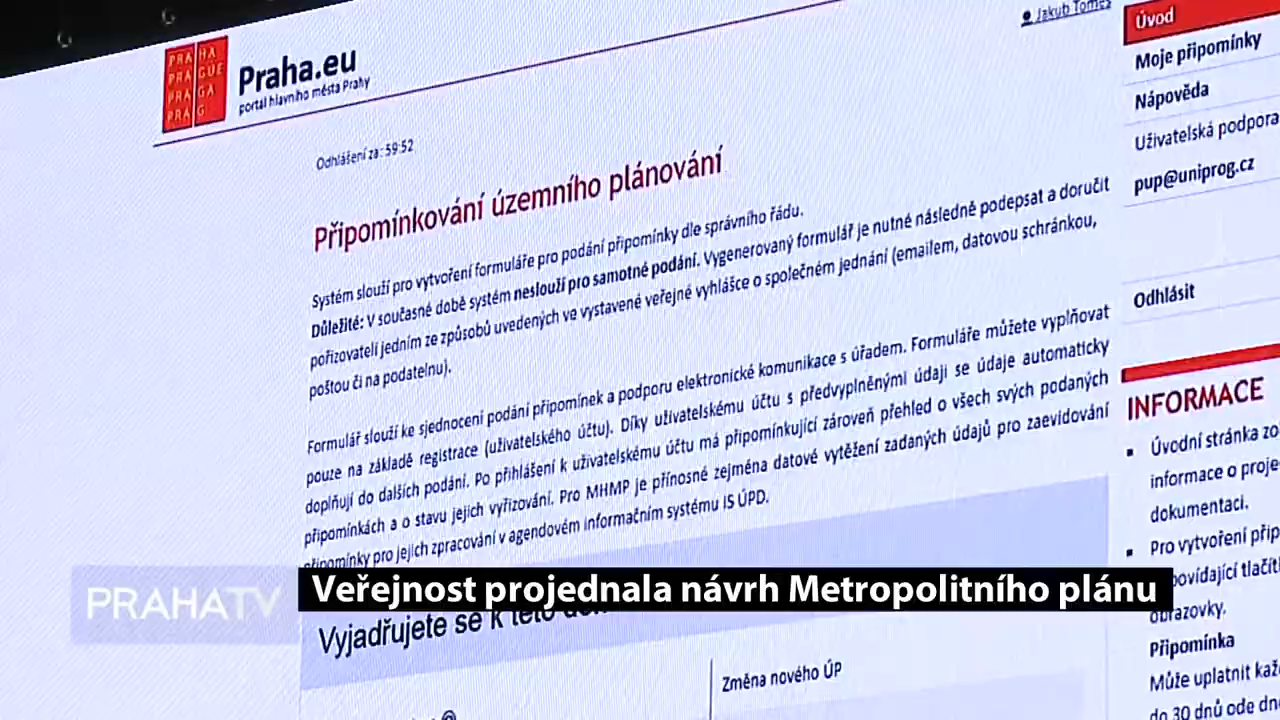 PRA HA
PRA GUE
PRA GA
PRA G
Praha.eu
portál hlavního města Prahy
Jakub Tomeš
Odhlášení za: 59:52
Připomínkování územního plánování
Systém slouží pro vytvoření formuláře pro podání připomínky dle správního řádu.
Důležité: V současné době systém neslouží pro samotné podání. Vygenerovaný formulář je nutné následně podepsat a doručit
pořizovateli jedním ze způsobů uvedených ve vystavené veřejné vyhlášce o společném jednání (emailem, datovou schránkou,
poštou či na podatelnu).
Formulář slouží ke sjednocení podání připomínek a podporu elektronické komunikace s úřadem. Formuláře můžete vyplňovat
pouze na základě registrace (uživatelského účtu). Díky uživatelskému účtu s předvyplněnými údaji se údaje automaticky
doplňují do dalších podání. Po přihlášení k uživatelskému účtu má připomínkující zároveň přehled o všech svých podaných
připomínkách a o stavu jejich vyřizování. Pro MHMP je přínosné zejména datové vytěžení zadaných údajů pro zaevidování
připomínky pro jejich zpracování v agendovém informačním systému IS ÚPD.
Vyjadřujete se k této
Změna nového ÚP
Úvod
Moje připomínky
Nápověda
Uživatelská podpora
pup@uniprog.cz
Odhlásit
INFORMACE
Úvodní stránka zo
informace o proje
dokumentaci.
Pro vytvoření přip
povídající tlačít
obrazovky.
Připomínka
Může uplatnit kaž
do 30 dnů ode dn
PRAHA TV
Veřejnost projednala návrh Metropolitního plánu